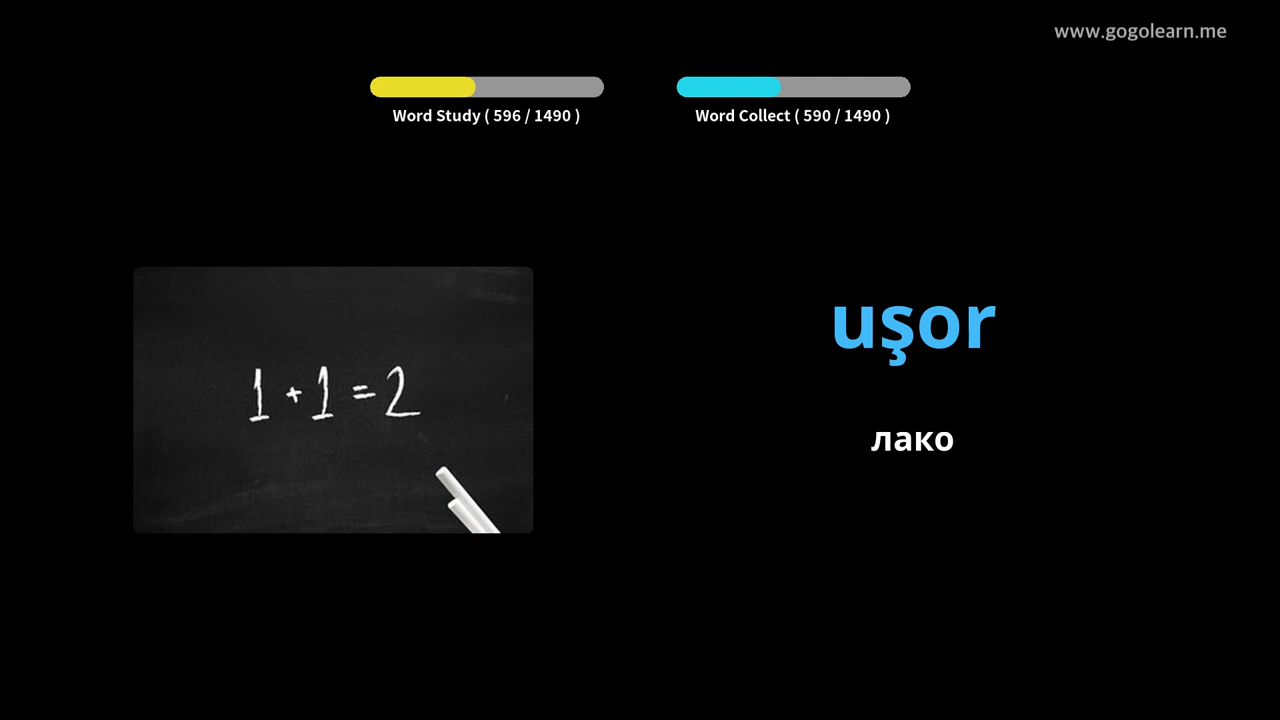 www.gogolearn.me
Word Study ( 596 / 1490 )
Word Collect ( 590 / 1490 )
1 + 1 = 2
uşor
лако